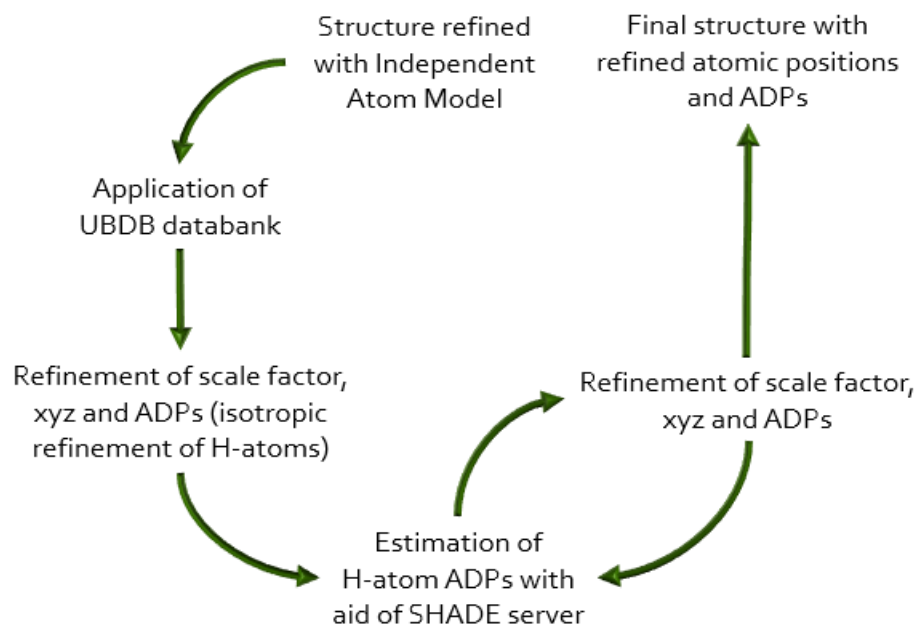 Structure refined
with Independent
Atom Model
Application of
UBDB databank
Refinement of scale factor,
xyz and ADPs (isotropic
refinement of H-atoms)
Estimation of
H-atom ADPs with
aid of SHADE server
Refinement of scale factor,
xyz and ADPs
Final structure with
refined atomic positions
and ADPs